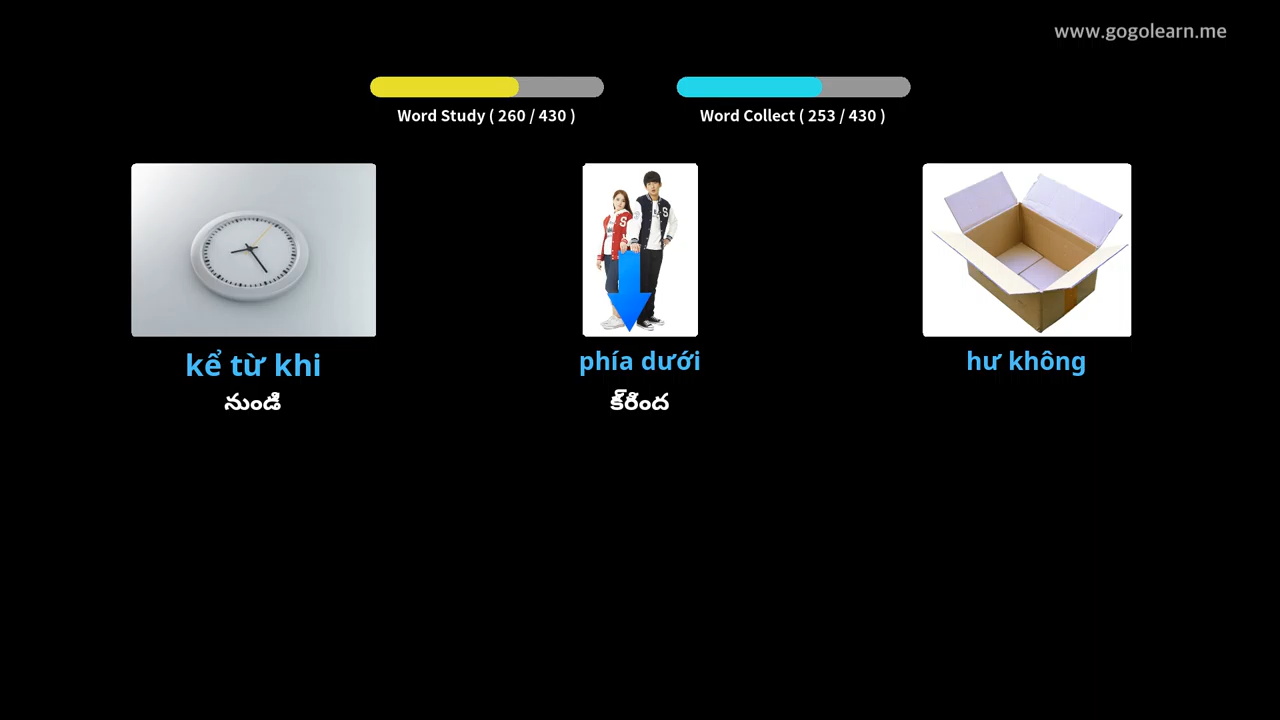 www.gogolearn.me
Word Study ( 260 / 430 )
Word Collect ( 253 / 430 )
kể từ khi
phía dưới
hư không
నుండి
క్రింద